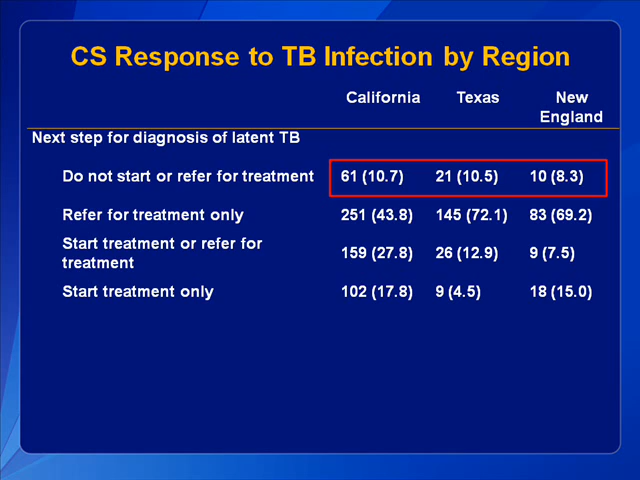 CS Response to TB Infection by Region
California Texas New England
Next step for diagnosis of latent TB
Do not start or refer for treatment 61 (10.7) 21 (10.5) 10 (8.3)
Refer for treatment only 251 (43.8) 145 (72.1) 83 (69.2)
Start treatment or refer for
treatment 159 (27.8) 26 (12.9) 9 (7.5)
Start treatment only 102 (17.8) 9 (4.5) 18 (15.0)